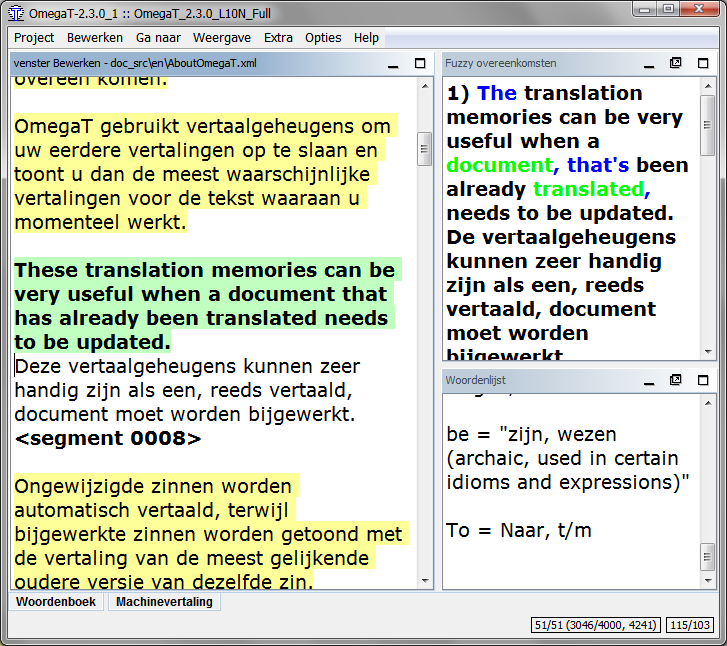 OmegaT-2.3.0_1 :: OmegaT_2.3.0_L10N_Full
Project Bewerken Ga naar Weergave Extra Opties Help
venster Bewerken - doc_src\en\AboutOmegaT.xml
overeen komen.
OmegaT gebruikt vertaalgeheugens om
uw eerdere vertalingen op te slaan en
toont u dan de meest waarschijnlijke
vertalingen voor de tekst waaraan u
momenteel werkt.
These translation memories can be
very useful when a document that
has already been translated needs
to be updated.
Deze vertaalgeheugens kunnen zeer
handig zijn als een, reeds vertaald,
document moet worden bijgewerkt.
<segment 0008>
Ongewijzigde zinnen worden
automatisch vertaald, terwijl
bijgewerkte zinnen worden getoond met
de vertaling van de meest gelijkende
oudere versie van dezelfde zin.
Fuzzy overeenkomsten
1) The translation
memories can be very
useful when a
document, that's been
already translated,
needs to be updated.
De vertaalgeheugens
kunnen zeer handig
zijn als een, reeds
vertaald, document
moet worden
bijgewerkt
Woordenlijst
be = "zijn, wezen
(archaic, used in certain
idioms and expressions)"
To = Naar, t/m
Woordenboek Machinevertaling
51/51 (3046/4000, 4241) 115/103